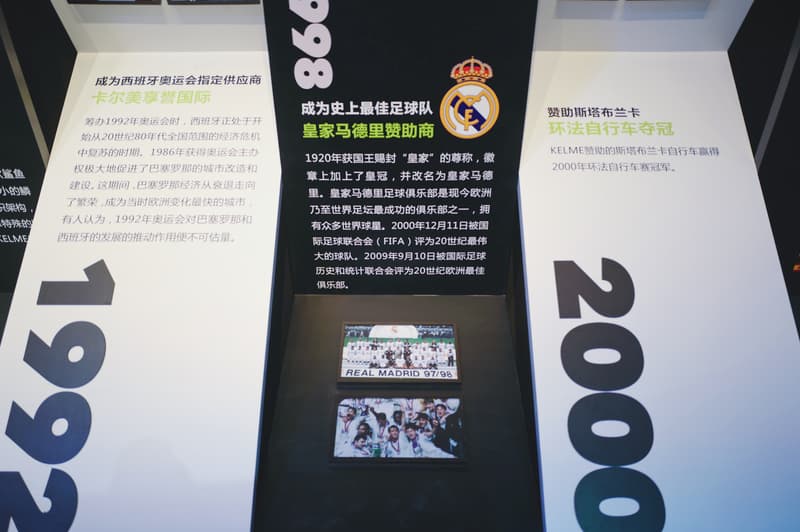 成为西班牙奥运会指定供应商
卡尔美享誉国际
筹办1992年奥运会时，西班牙正处于开
始从20世纪80年代全国范围的经济危机
中复苏的时期。1986年获得奥运会主办
权极大地促进了巴塞罗那的城市改造和
建设。这期间，巴塞罗那经济从衰退走向
了繁荣，成为当时欧洲变化最快的城市，
有人认为，1992年奥运会对巴塞罗那和
西班牙的发展的推动作用便不可估量。
1992
998
成为史上最佳足球队
皇家马德里赞助商
1920年获国王赐封“皇家”的尊称，徽
章上加上了皇冠，并改名为皇家马德
里。皇家马德里足球俱乐部是现今欧洲
乃至世界足坛最成功的俱乐部之一，拥
有众多世界球星。2000年12月11日被国
际足球联合会（FIFA）评为20世纪最伟
大的球队。2009年9月10日被国际足球
历史和统计联合会评为20世纪欧洲最佳
俱乐部。
REAL MADRID 97/98
赞助斯塔布兰卡
环法自行车夺冠
KELME赞助的斯塔布兰卡自行车赢得
2000年环法自行车赛冠军。
2000
鲨鱼
小的鳞
织架构，
特殊的
KELME